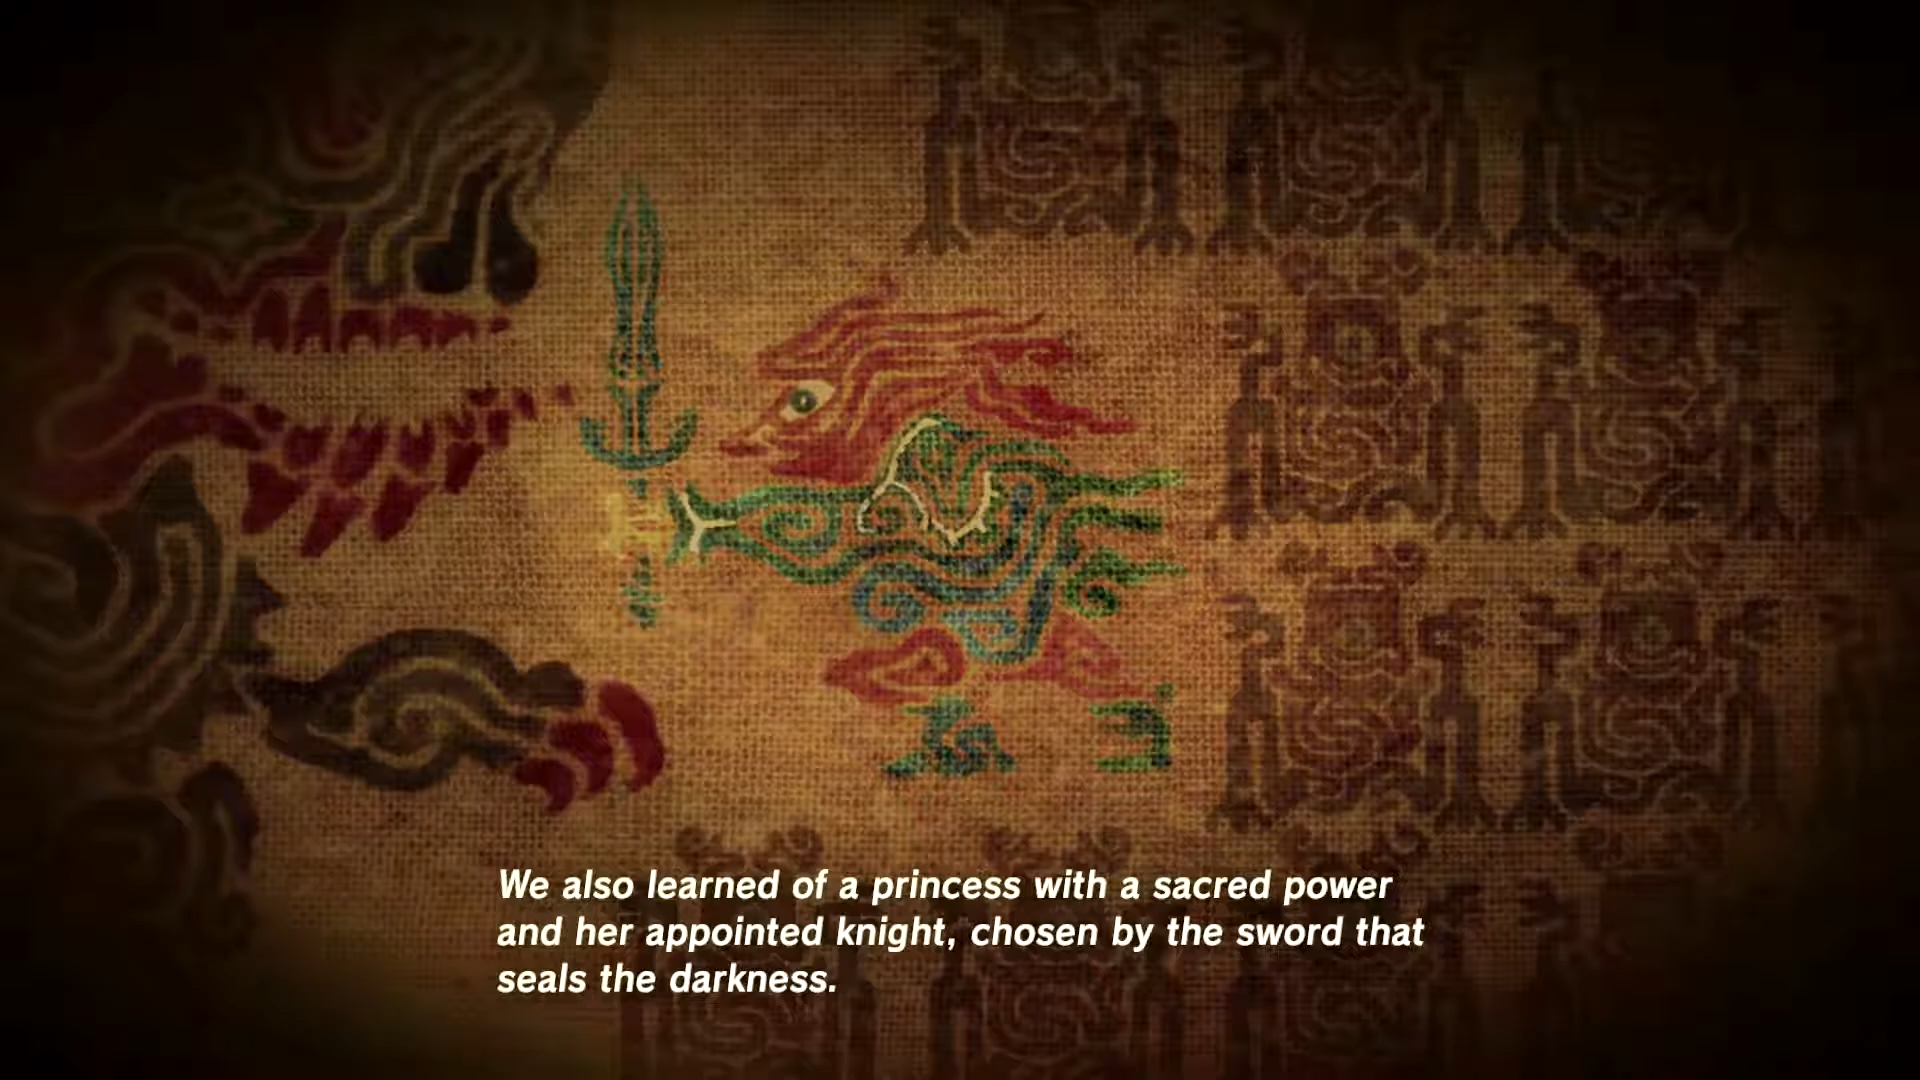 We also learned of a princess with a sacred power
and her appointed knight, chosen by the sword that
seals the darkness.